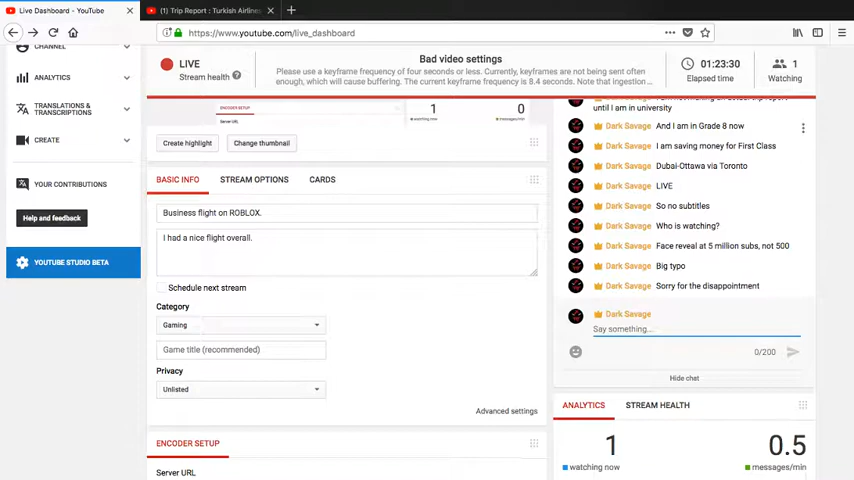 Live Dashboard - YouTube
(1) Trip Report : Turkish Airlines
https://www.youtube.com/live_dashboard
CHANNEL
ANALYTICS
TRANSLATIONS &
TRANSCRIPTIONS
CREATE
YOUR CONTRIBUTIONS
Help and feedback
YOUTUBE STUDIO BETA
LIVE
Stream health
Bad video settings
Please use a keyframe frequency of four seconds or less. Currently, keyframes are not being sent often
enough, which will cause buffering. The current keyframe frequency is 8.4 seconds. Note that ingestion
01:23:30
Elapsed time
1
Watching
ENCODER SETUP
Server URL
1
watching now
0
messages/min
Create highlight
Change thumbnail
BASIC INFO
STREAM OPTIONS
CARDS
Business flight on ROBLOX.
I had a nice flight overall.
Schedule next stream
Category
Gaming
Game title (recommended)
Privacy
Unlisted
Advanced settings
ENCODER SETUP
Server URL
until I am in university
Dark Savage And I am in Grade 8 now
Dark Savage I am saving money for First Class
Dark Savage Dubai-Ottawa via Toronto
Dark Savage LIVE
Dark Savage So no subtitles
Dark Savage Who is watching?
Dark Savage Face reveal at 5 million subs, not 500
Dark Savage Big typo
Dark Savage Sorry for the disappointment
Dark Savage
Say something...
0/200
Hide chat
ANALYTICS
STREAM HEALTH
1
watching now
0.5
messages/min